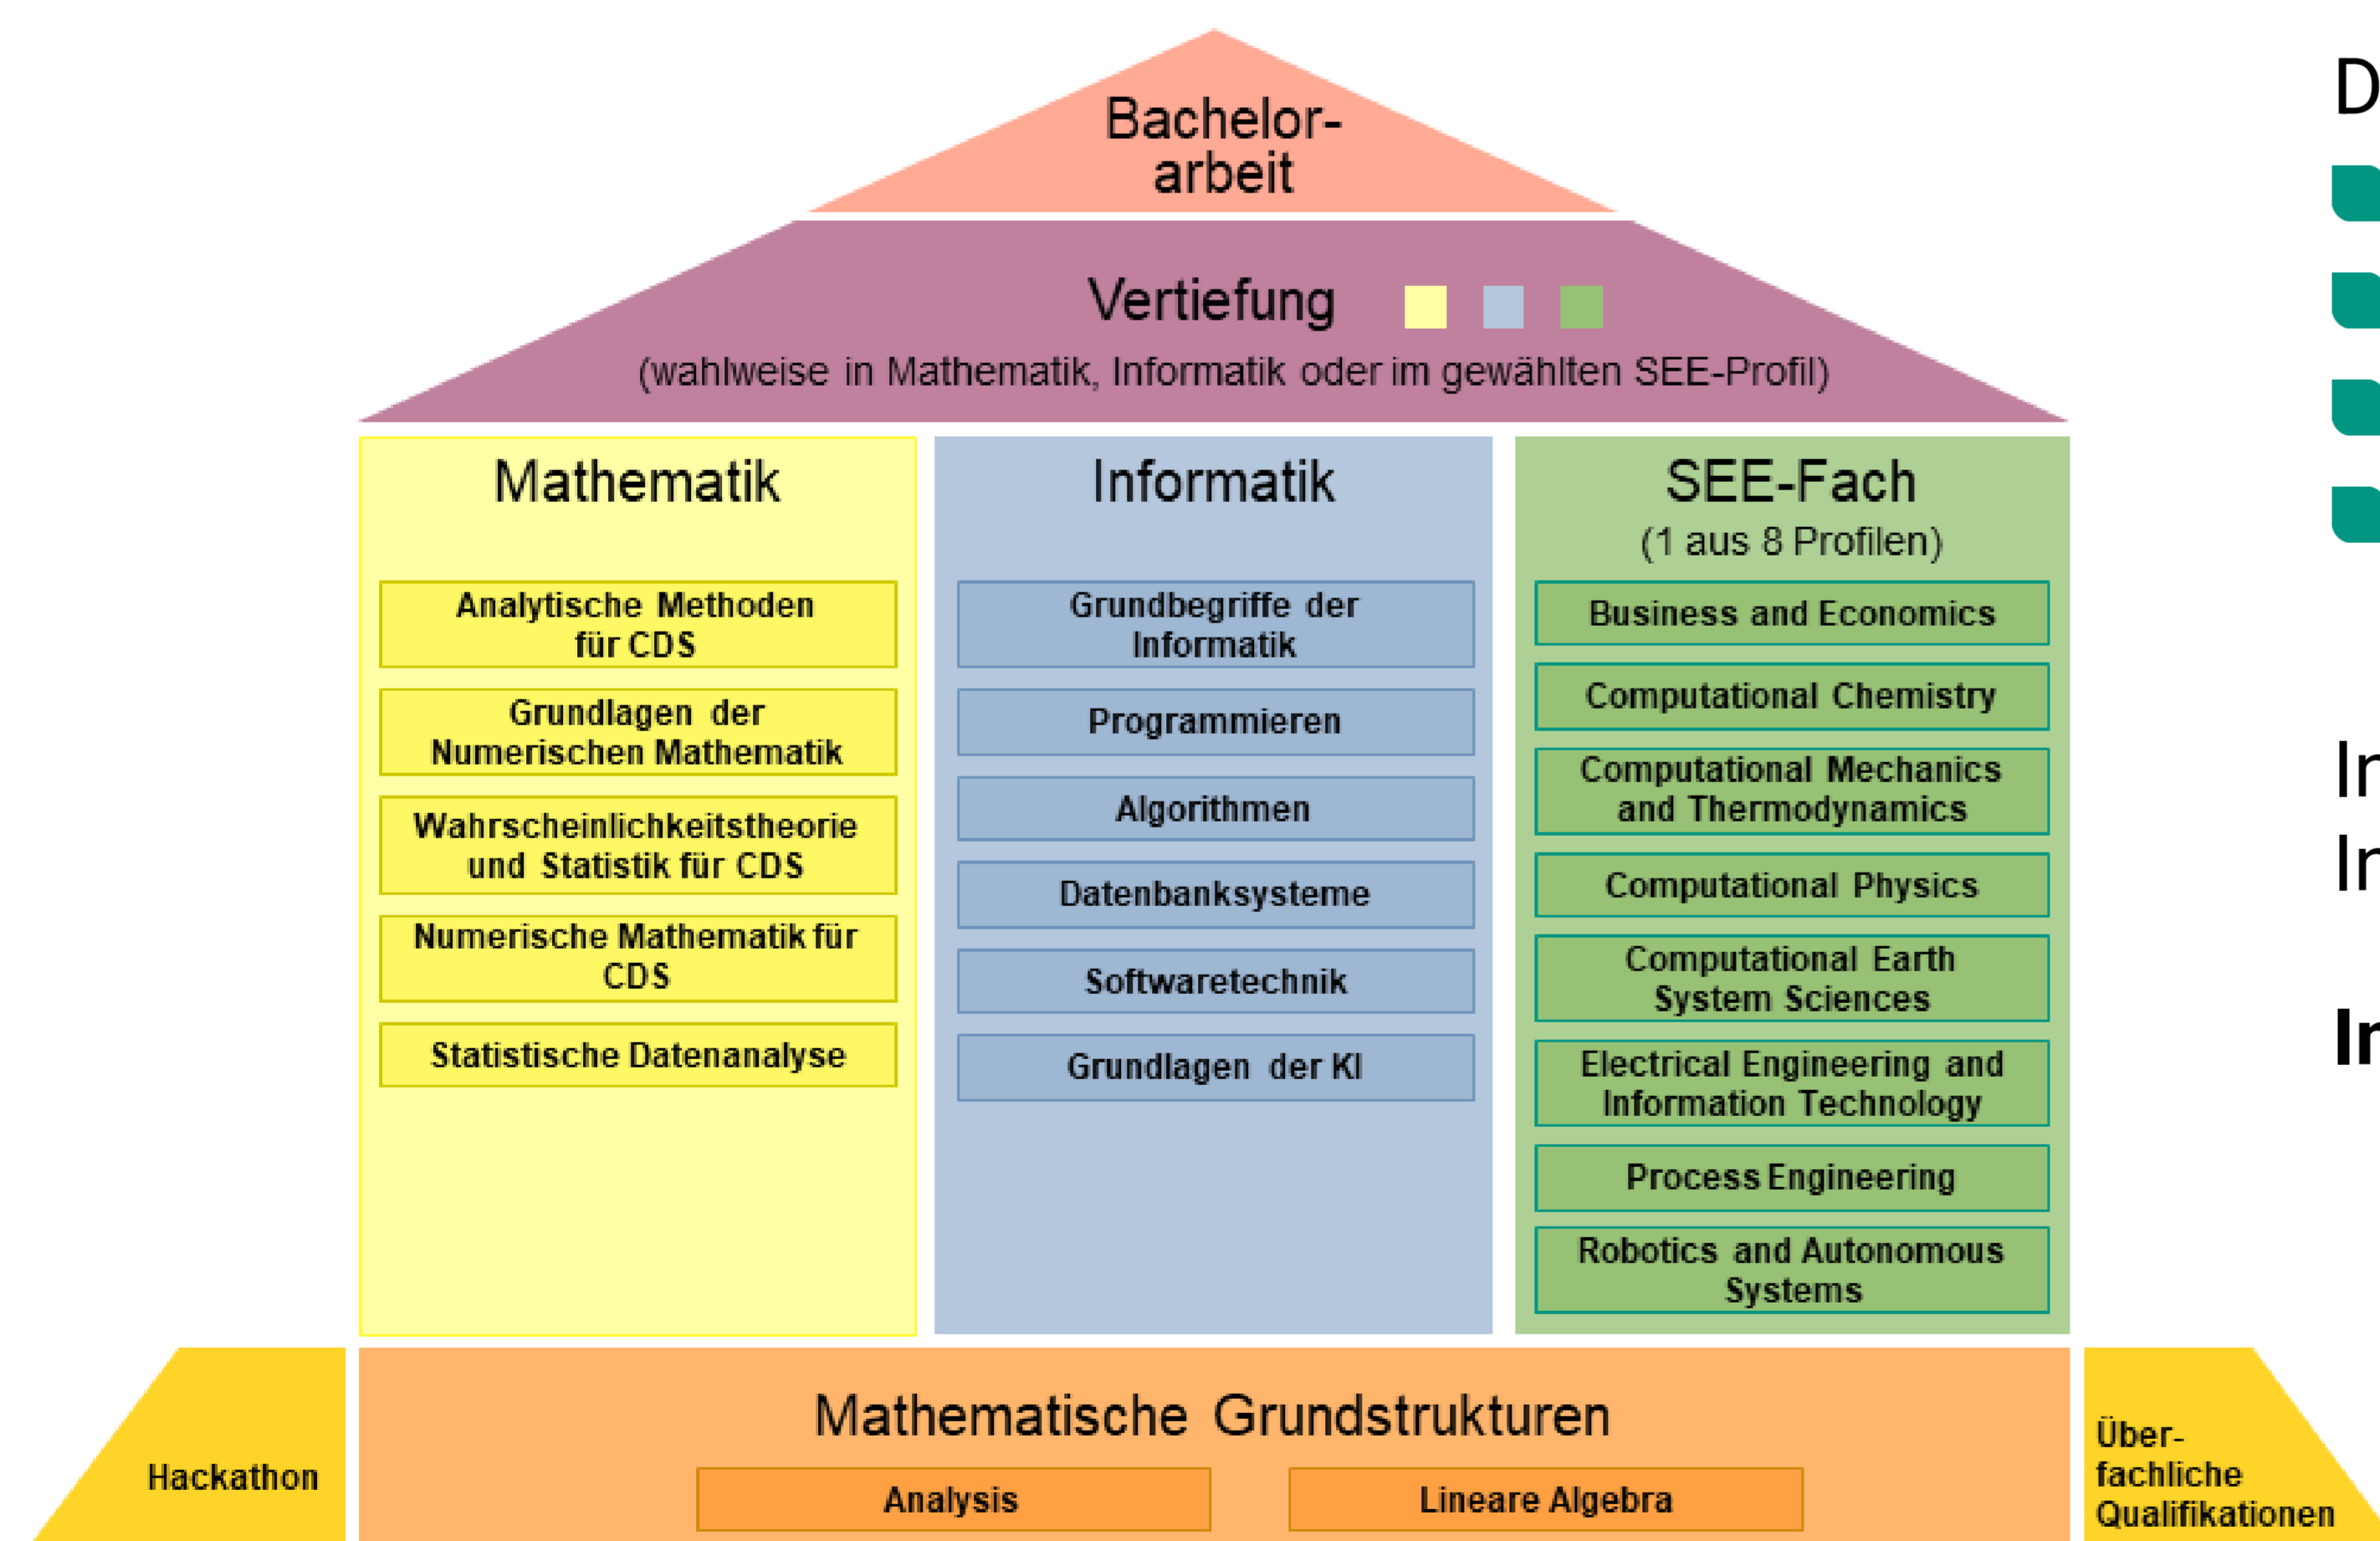 Bachelor-
arbeit
Vertiefung
(wahlweise in Mathematik, Informatik oder im gewählten SEE-Profil)
Mathematik
Analytische Methoden
für CDS
Grundlagen der
Numerischen Mathematik
Wahrscheinlichkeitstheorie
und Statistik für CDS
Numerische Mathematik für
CDS
Statistische Datenanalyse
Informatik
Grundbegriffe der
Informatik
Programmieren
Algorithmen
Datenbanksysteme
Softwaretechnik
Grundlagen der KI
SEE-Fach
(1 aus 8 Profilen)
Business and Economics
Computational Chemistry
Computational Mechanics
and Thermodynamics
Computational Physics
Computational Earth
System Sciences
Electrical Engineering and
Information Technology
Process Engineering
Robotics and Autonomous
Systems
Hackathon
Mathematische Grundstrukturen
Analysis
Lineare Algebra
Über-
fachliche
Qualifikationen